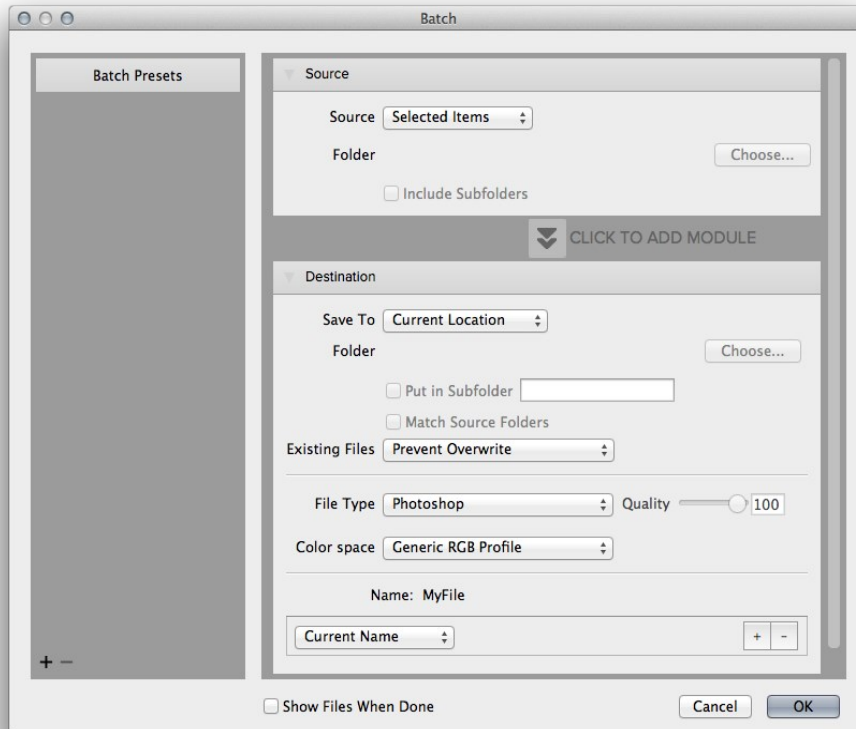 Batch
Batch Presets
Source
Source Selected Items
Folder Choose...
Include Subfolders
CLICK TO ADD MODULE
Destination
Save To Current Location
Folder Choose...
Put in Subfolder
Match Source Folders
Existing Files Prevent Overwrite
File Type Photoshop Quality 100
Color space Generic RGB Profile
Name: MyFile
Current Name + -
+ -
Show Files When Done Cancel OK